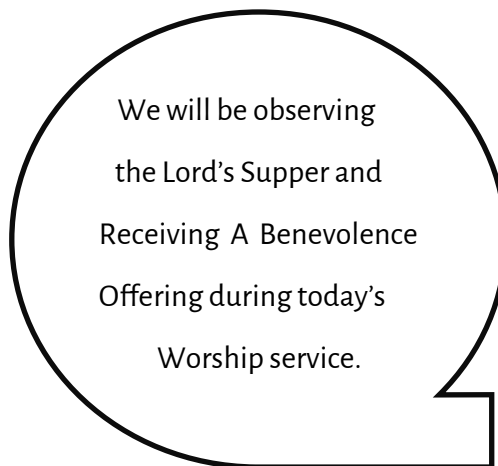 We will be observing
the Lord's Supper and
Receiving A Benevolence
Offering during today's
Worship service.